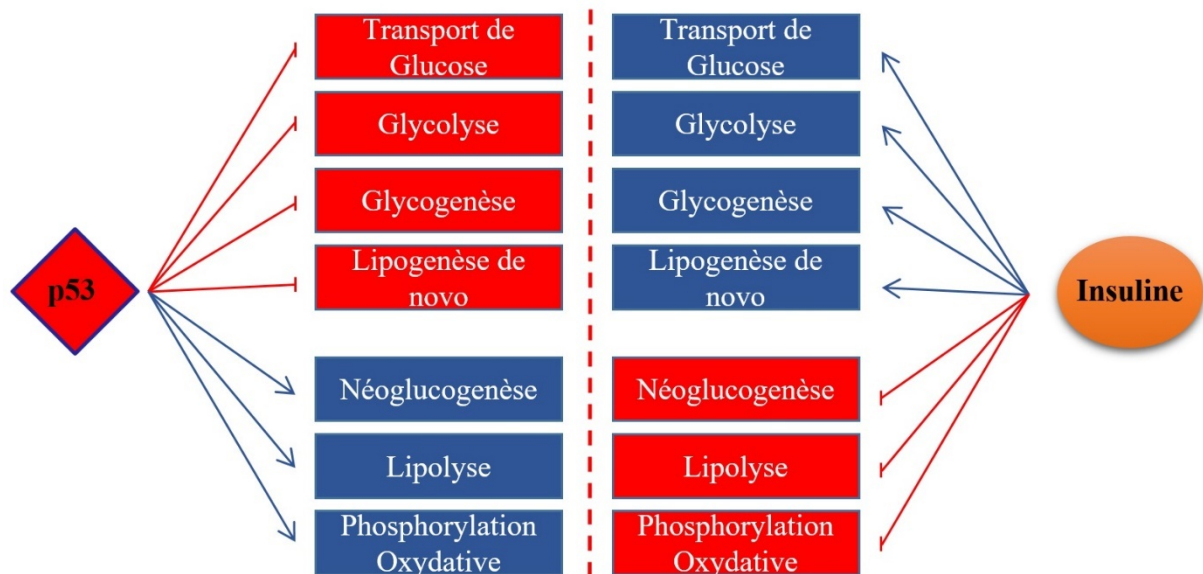 Transport de
Glucose
Glycolyse
Glycogenèse
Lipogenèse de
novo
Néoglucogenèse
Lipolyse
Phosphorylation
Oxydative
p53
Transport de
Glucose
Glycolyse
Glycogenèse
Lipogenèse de
novo
Néoglucogenèse
Lipolyse
Phosphorylation
Oxydative
Insuline